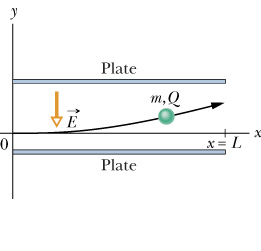 y
Plate
m, Q
E
x
0
x = L
Plate